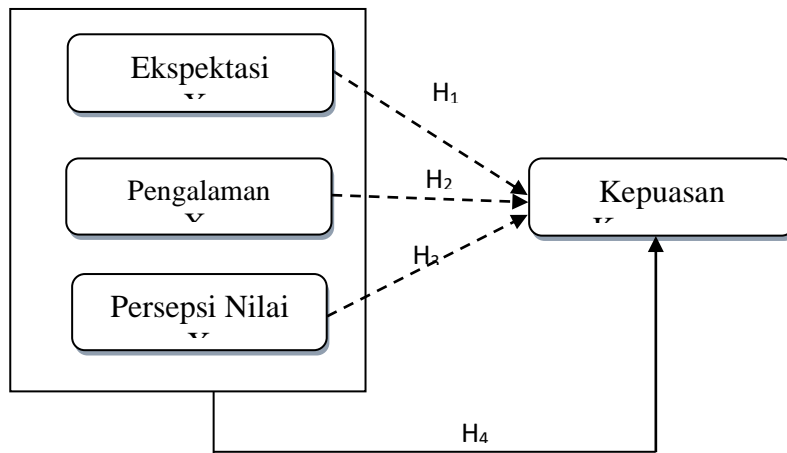 Ekspektasi
H₁
Pengalaman
H₂
Kepuasan
Persepsi Nilai
H₃
H₄